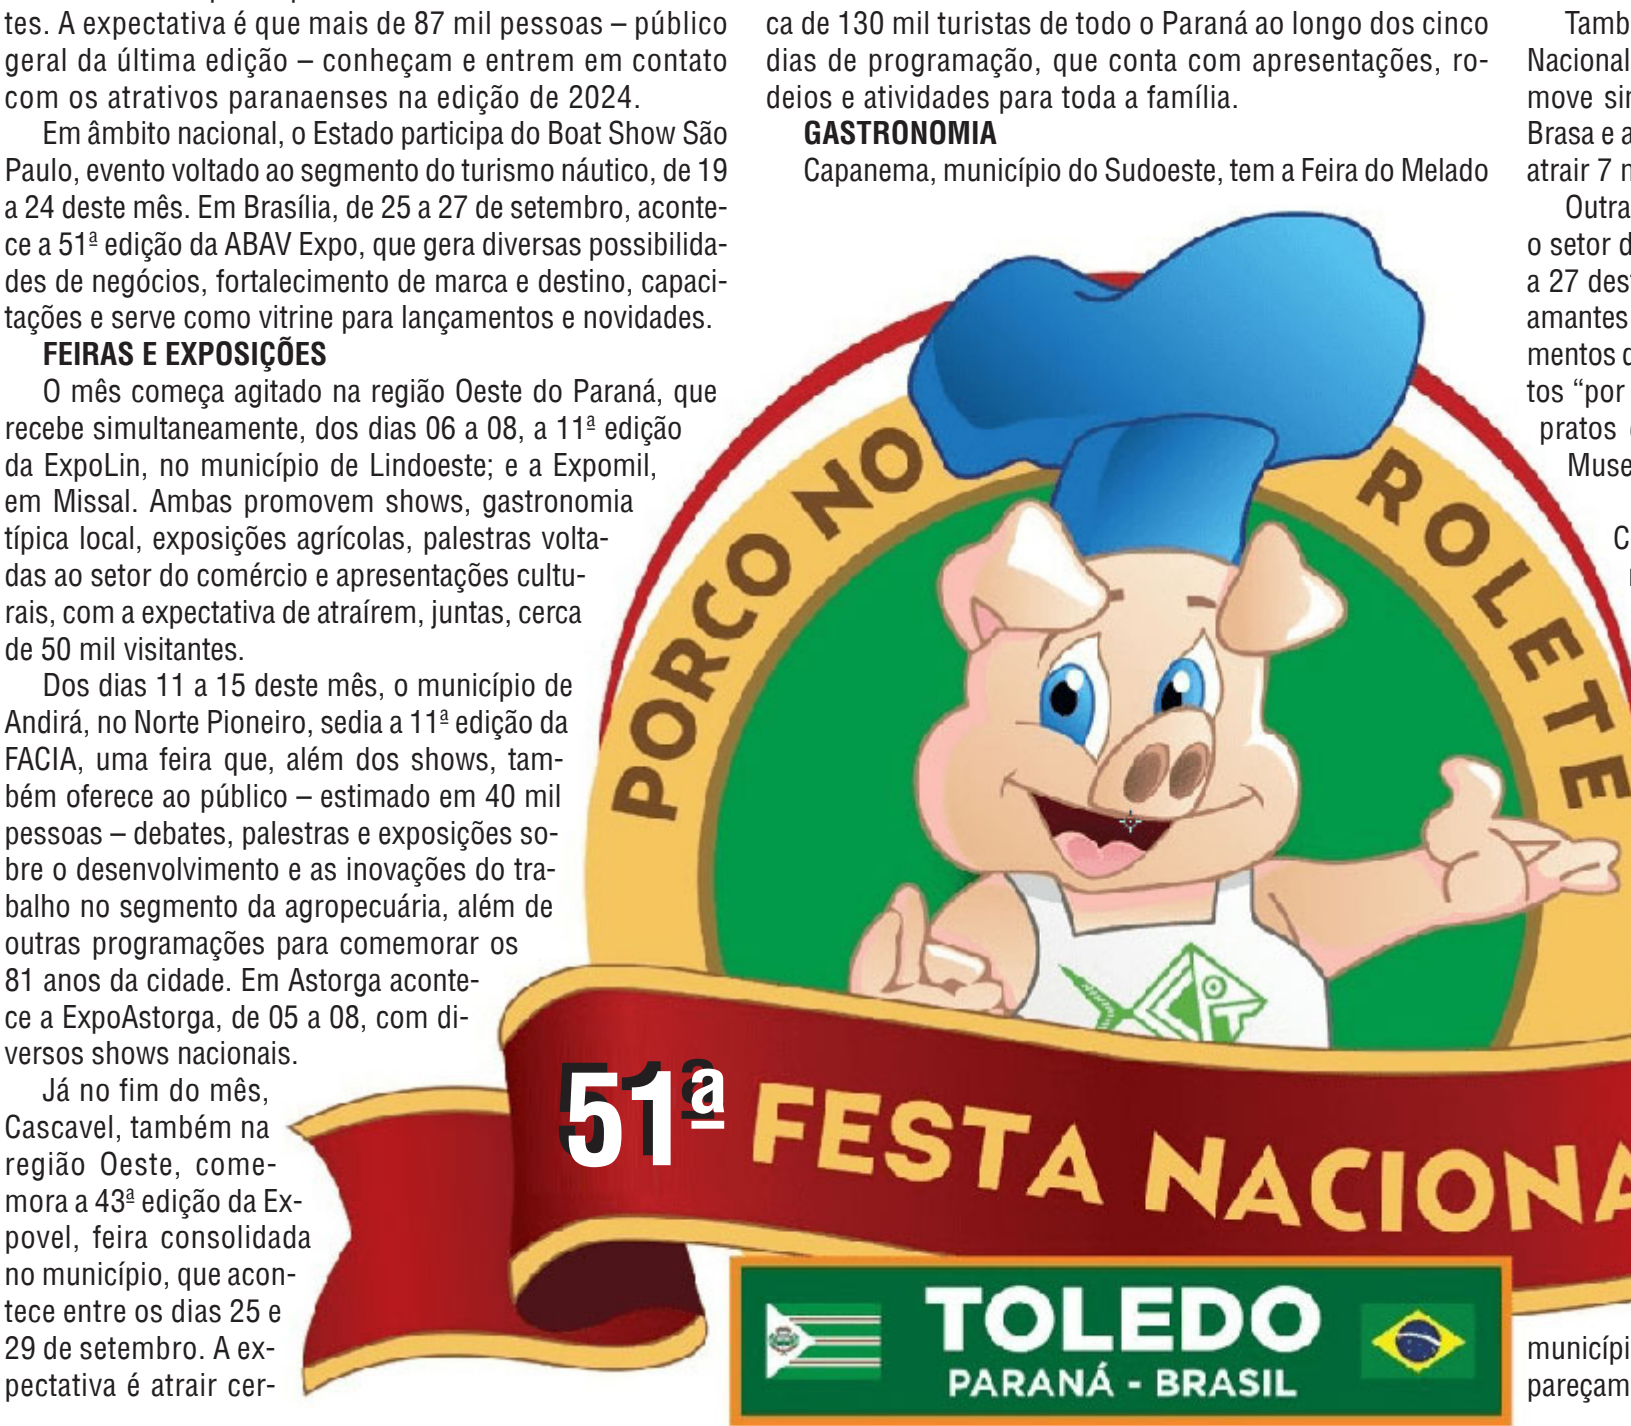 tes. A expectativa é que mais de 87 mil pessoas – público
geral da última edição – conheçam e entrem em contato
com os atrativos paranaenses na edição de 2024.
Em âmbito nacional, o Estado participa do Boat Show São
Paulo, evento voltado ao segmento do turismo náutico, de 19
a 24 deste mês. Em Brasília, de 25 a 27 de setembro, aconte-
ce a 51ª edição da ABAV Expo, que gera diversas possibilida-
des de negócios, fortalecimento de marca e destino, capaci-
tações e serve como vitrine para lançamentos e novidades.
FEIRAS E EXPOSIÇÕES
O mês começa agitado na região Oeste do Paraná, que
recebe simultaneamente, dos dias 06 a 08, a 11ª edição
da ExpoLin, no município de Lindoeste; e a Expomil,
em Missal. Ambas promovem shows, gastronomia
típica local, exposições agrícolas, palestras volta-
das ao setor do comércio e apresentações cultu-
rais, com a expectativa de atraírem, juntas, cerca
de 50 mil visitantes.
Dos dias 11 a 15 deste mês, o município de
Andirá, no Norte Pioneiro, sedia a 11ª edição da
FACIA, uma feira que, além dos shows, tam-
bém oferece ao público – estimado em 40 mil
pessoas – debates, palestras e exposições so-
bre o desenvolvimento e as inovações do tra-
balho no segmento da agropecuária, além de
outras programações para comemorar os
81 anos da cidade. Em Astorga aconte-
ce a ExpoAstorga, de 05 a 08, com di-
versos shows nacionais.
Já no fim do mês,
Cascavel, também na
região Oeste, come-
mora a 43ª edição da Ex-
povel, feira consolidada
no município, que acon-
tece entre os dias 25 e
29 de setembro. A ex-
pectativa é atrair cer-
ca de 130 mil turistas de todo o Paraná ao longo dos cinco
dias de programação, que conta com apresentações, ro-
deios e atividades para toda a família.
GASTRONOMIA
Capanema, município do Sudoeste, tem a Feira do Melado
PORCO NO ROLETE
51ª FESTA NACIONA
TOLEDO
PARANÁ - BRASIL
Tamb
Nacional
move sir
Brasa e a
atrair 7 r
Outra
o setor d
a 27 dest
amantes
mentos d
tos “por
pratos
Muse
C
municípi
pareçam